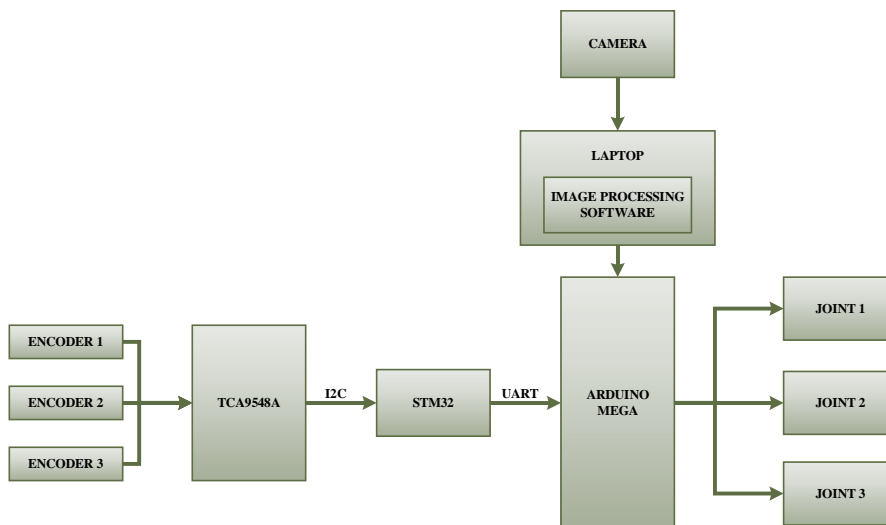 CAMERA
LAPTOP
IMAGE PROCESSING
SOFTWARE
ENCODER 1
ENCODER 2
ENCODER 3
TCA9548A
I2C
STM32
UART
ARDUINO
MEGA
JOINT 1
JOINT 2
JOINT 3